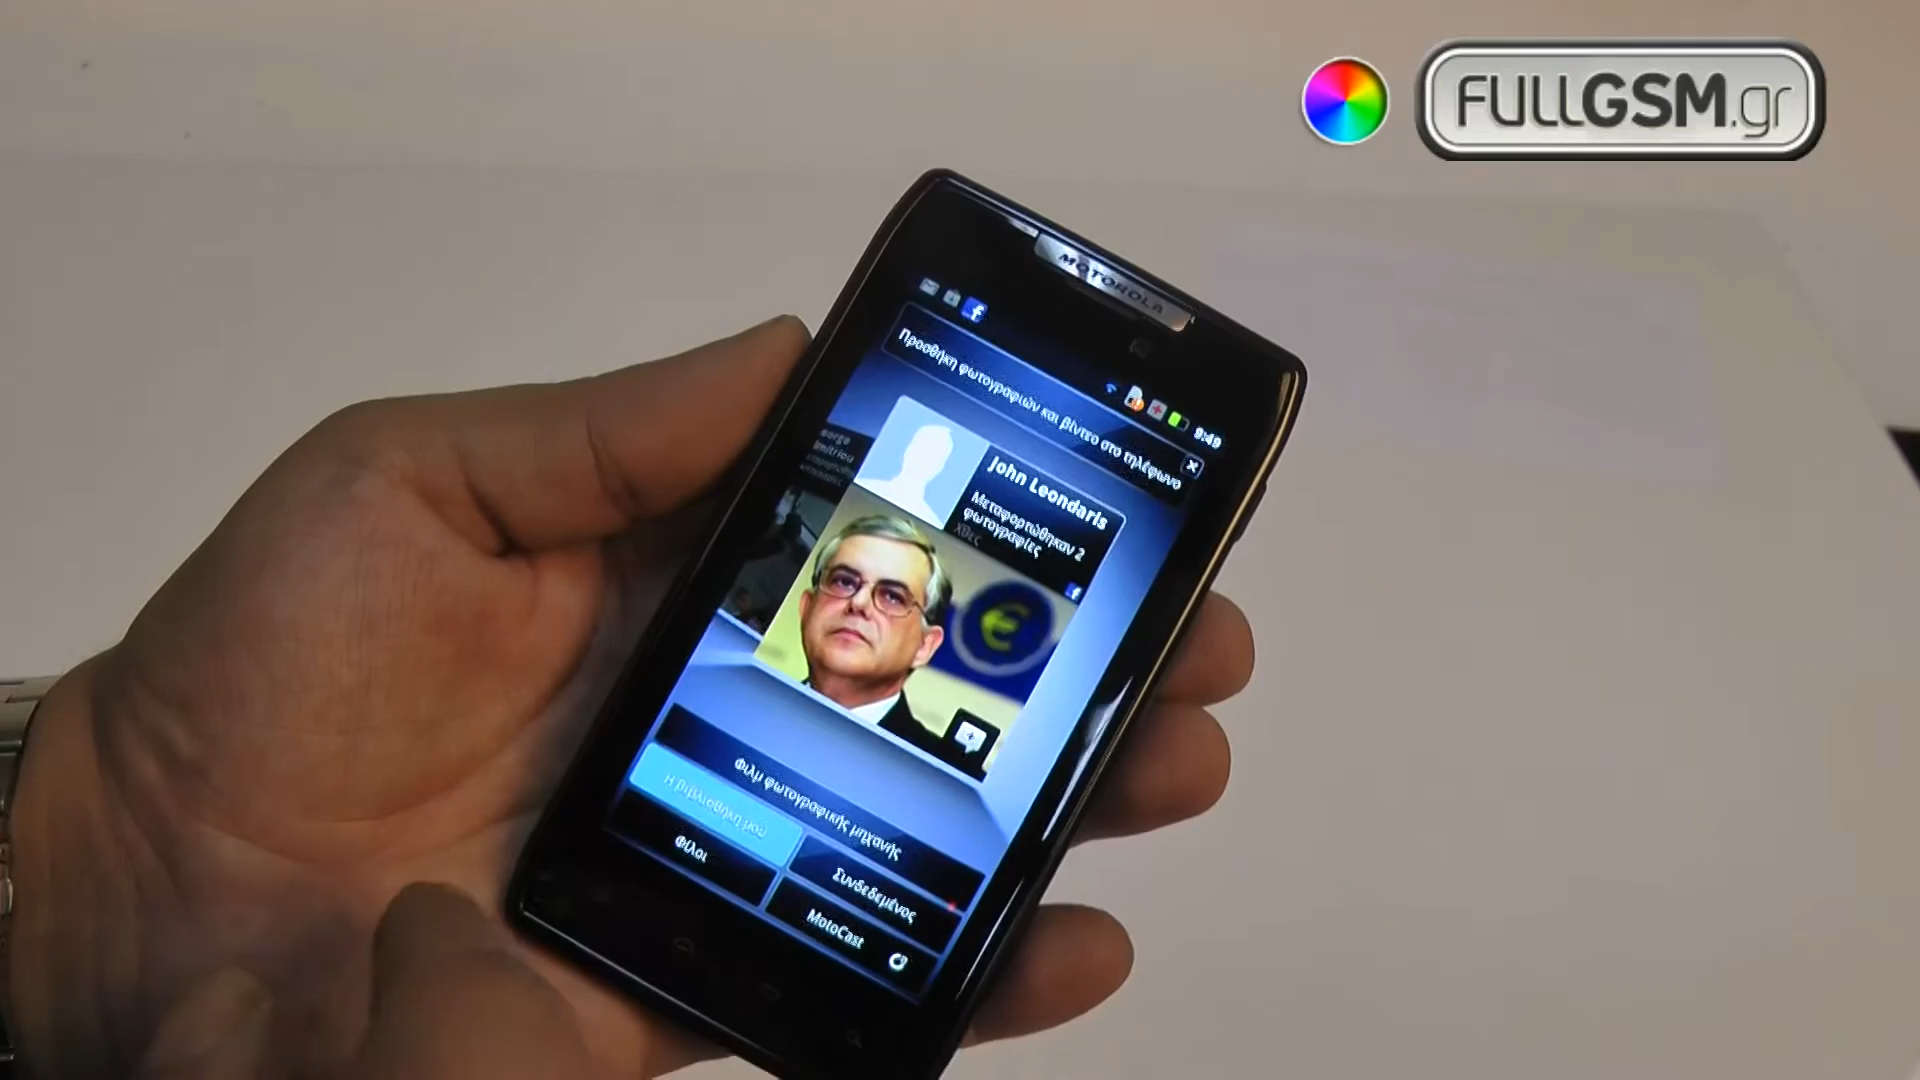 FULLGSM.gr
MOTOROLA
9:49
Προσθήκη φωτογραφιών και βίντεο στο τηλέφωνο
John Leondaris
Μεταφορτώθηκαν 2
φωτογραφίες
Χθες
Φιλμ φωτογραφικής μηχανής
Η βιβλιοθήκη μου
Συνδεδεμένος
Φίλοι
MotoCast